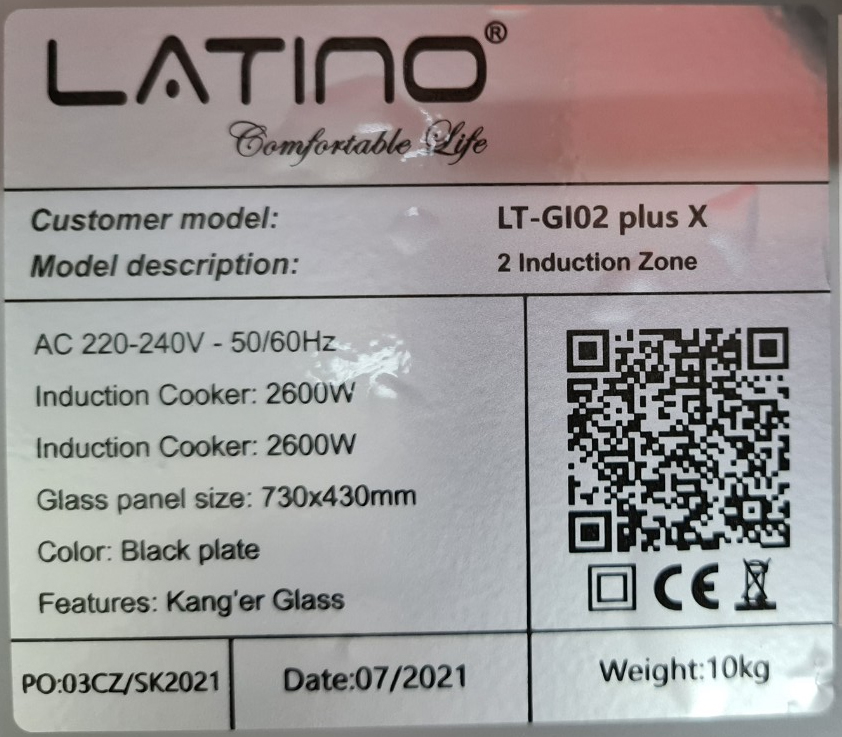 LATINO®
Comfortable Life
Customer model: LT-GI02 plus X
Model description: 2 Induction Zone
AC 220-240V - 50/60Hz
Induction Cooker: 2600W
Induction Cooker: 2600W
Glass panel size: 730x430mm
Color: Black plate
Features: Kang'er Glass
CE
PO:03CZ/SK2021
Date:07/2021
Weight:10kg